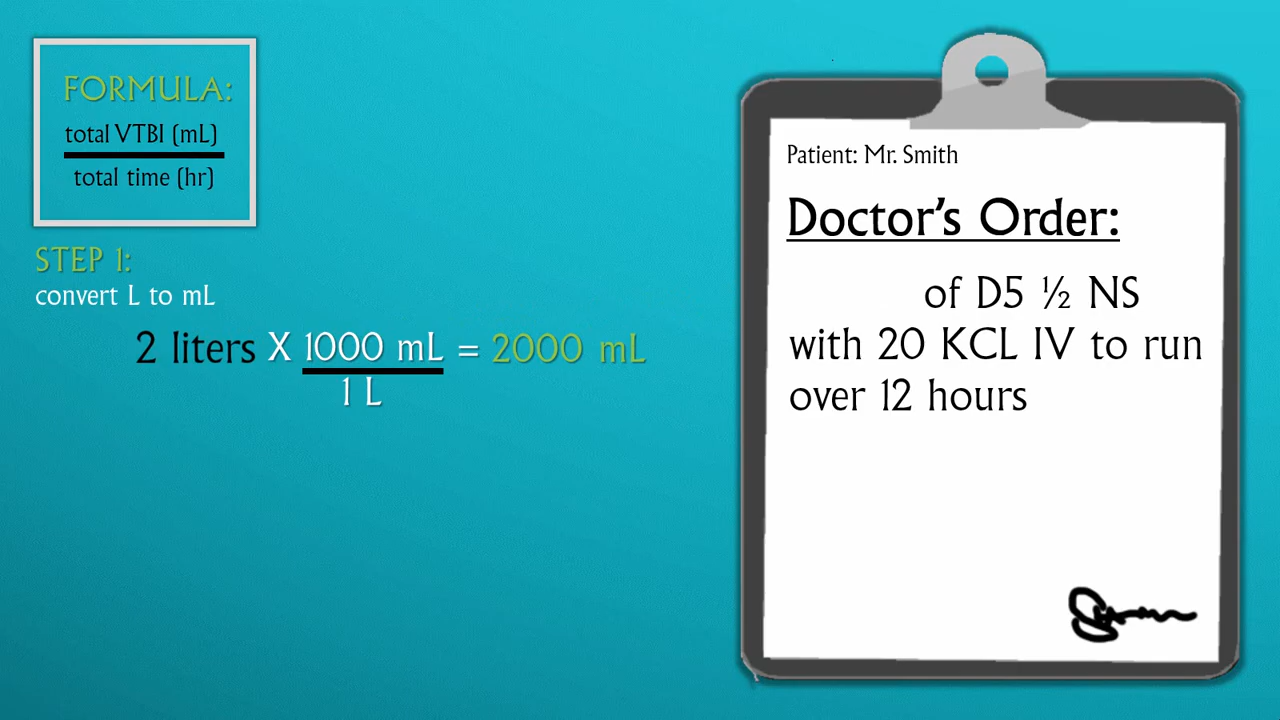 FORMULA:
total VTBI (mL)
total time (hr)
STEP 1:
convert L to mL
2 liters X 1000 mL = 2000 mL
1 L
Patient: Mr. Smith
Doctor's Order:
of D5 ½ NS
with 20 KCL IV to run
over 12 hours